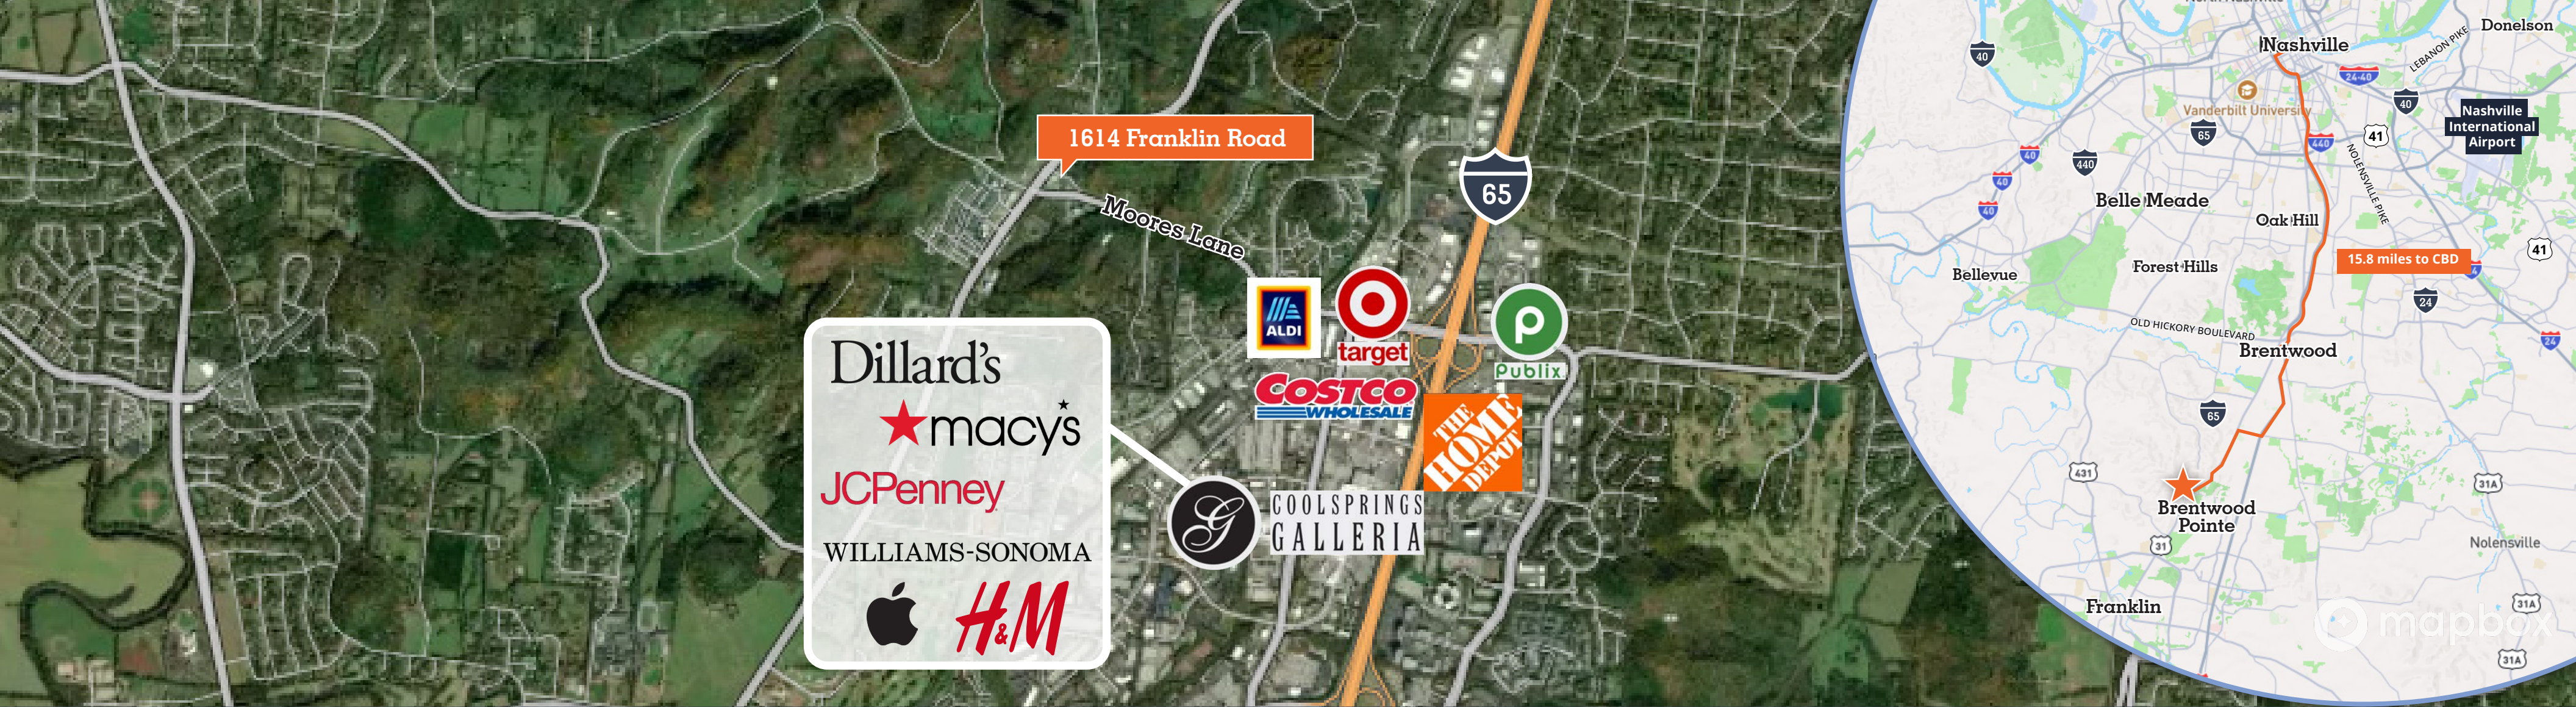 1614 Franklin Road
Moores Lane
65
ALDI
target
Publix
COSTCO
WHOLESALE
THE
HOME
DEPOT
G
COOLSPRINGS
GALLERIA
Dillard's
macy's
JCPenney
WILLIAMS-SONOMA
H&M
Donelson
Nashville
LEBANON PIKE
40
24-40
40
Vanderbilt University
65
440
41
Nashville
International
Airport
NOLENSVILLE PIKE
40
440
40
40
Belle Meade
Oak Hill
41
15.8 miles to CBD
Forest Hills
Bellevue
24
OLD HICKORY BOULEVARD
24
Brentwood
65
431
31A
Brentwood
Pointe
31
Nolensville
Franklin
31A
mapbox
31A